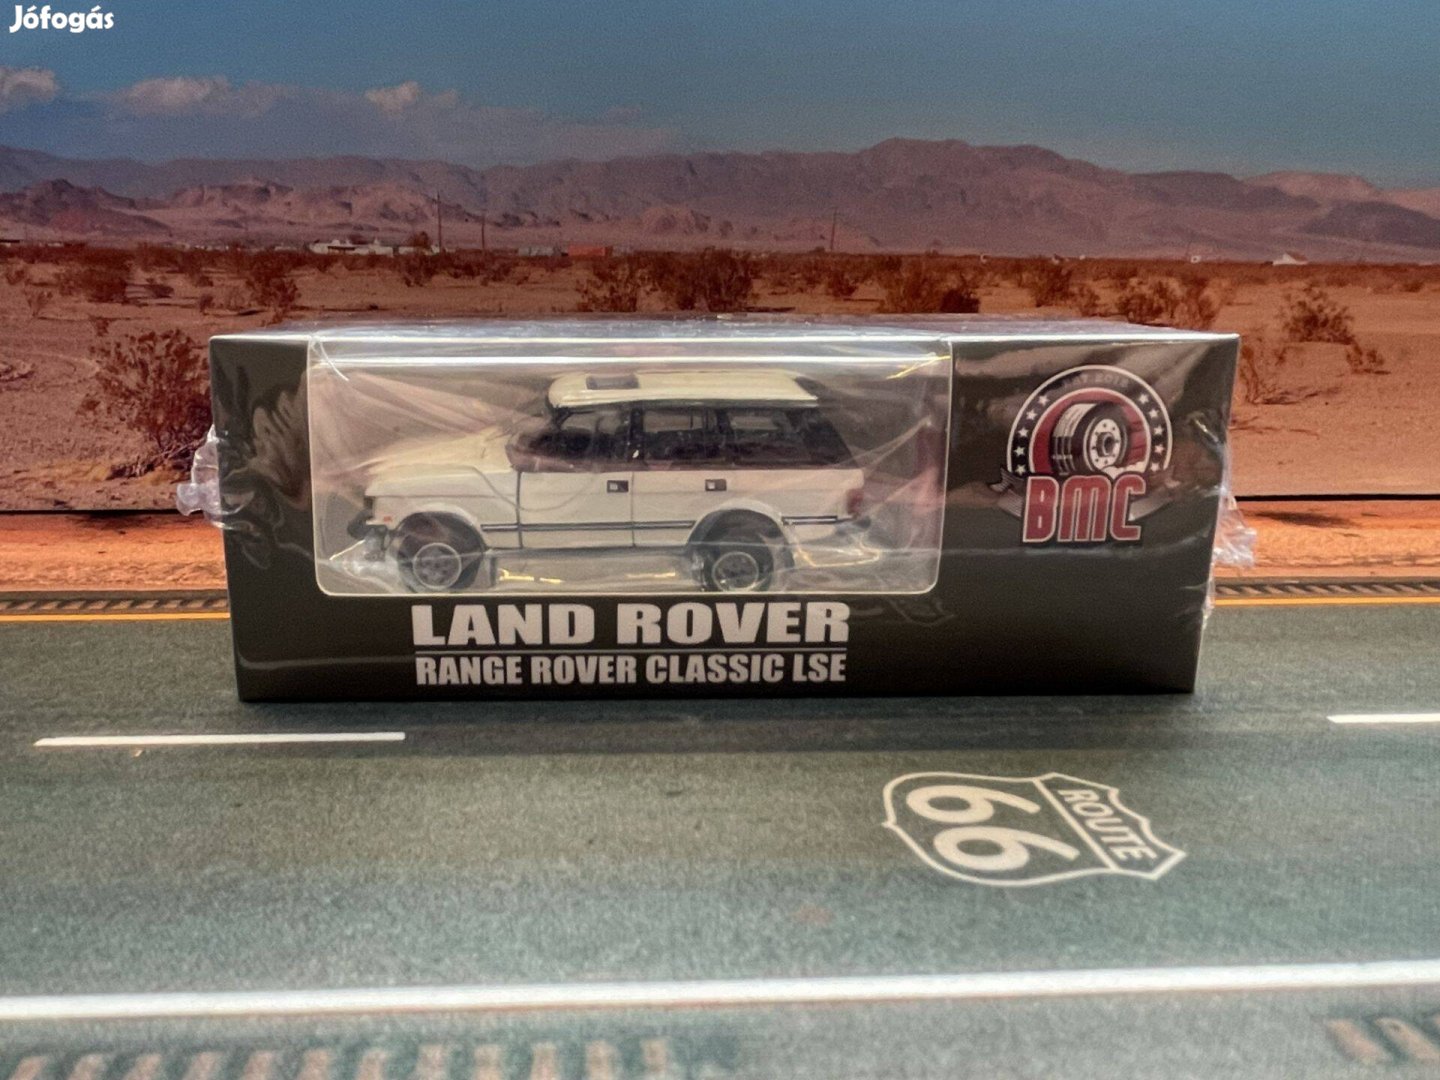 Jófogás
BMC
LAND ROVER
RANGE ROVER CLASSIC LSE
ROUTE
66